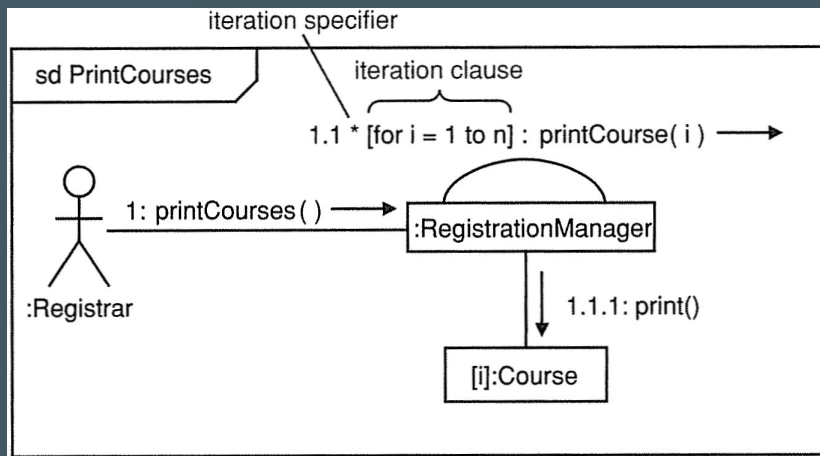 iteration specifier
sd PrintCourses
iteration clause
1.1 * [for i = 1 to n] : printCourse( i )
1: printCourses( )
:RegistrationManager
:Registrar
1.1.1: print()
[i]:Course